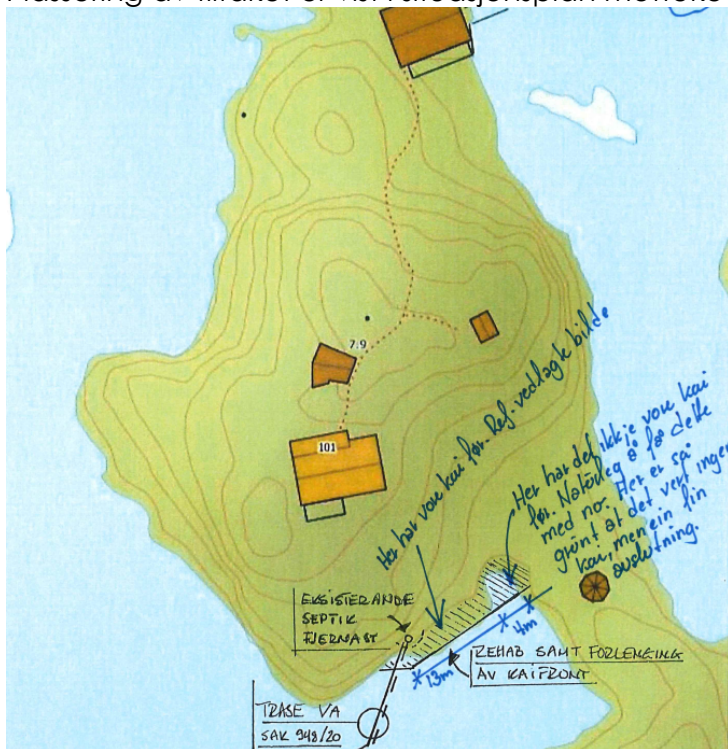 7.9
101
Her har vore kai før. Ref. vedlagte bilde
Her har det ikkje vore kai
før. Naturleg å få dette
med no. Her er så
grunt at det vert ingen
kai, men ein fin
avslutning.
EKSISTERANDE
SEPTIK
FJERNAST
4m
13m
REHAB SAMT FORLENGING
AV KAIFRONT
TRASE VA
SAK 948/20